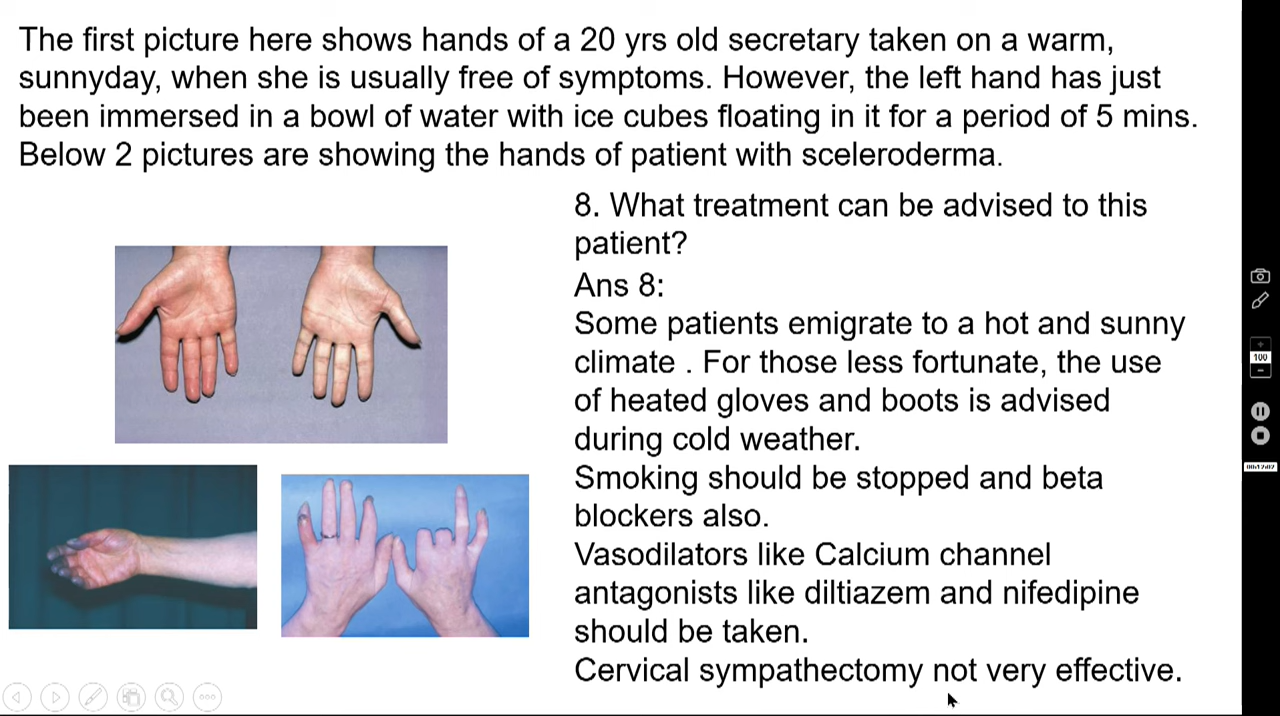 The first picture here shows hands of a 20 yrs old secretary taken on a warm,
sunnyday, when she is usually free of symptoms. However, the left hand has just
been immersed in a bowl of water with ice cubes floating in it for a period of 5 mins.
Below 2 pictures are showing the hands of patient with sceleroderma.
8. What treatment can be advised to this
patient?
Ans 8:
Some patients emigrate to a hot and sunny
climate . For those less fortunate, the use
of heated gloves and boots is advised
during cold weather.
Smoking should be stopped and beta
blockers also.
Vasodilators like Calcium channel
antagonists like diltiazem and nifedipine
should be taken.
Cervical sympathectomy not very effective.
100